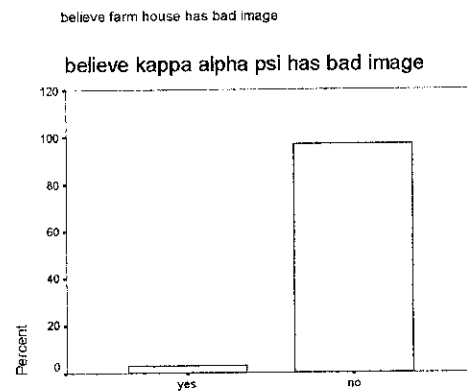 believe farm house has bad image
believe kappa alpha psi has bad image
120
100
80
60
40
20
0
Percent
yes
no